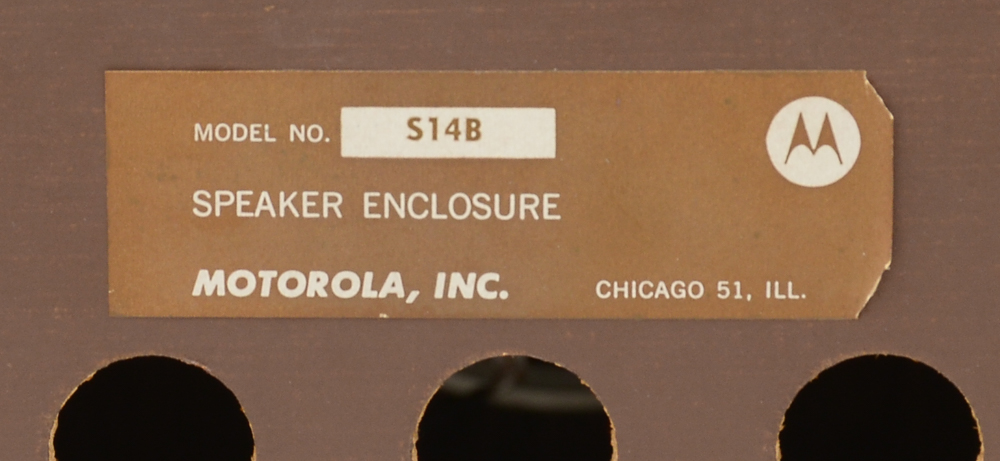 MODEL NO. S14B
SPEAKER ENCLOSURE
MOTOROLA, INC. CHICAGO 51, ILL.